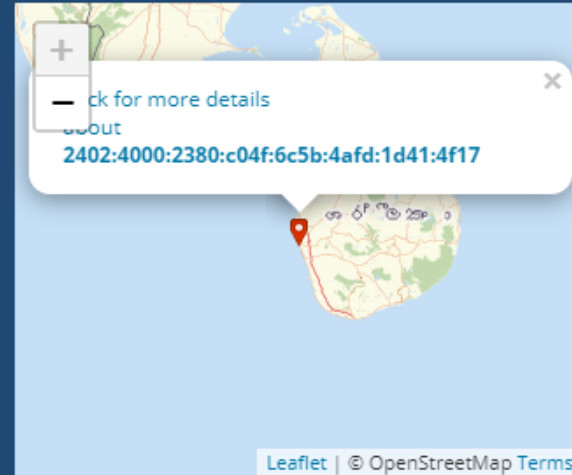 +
×
− ck for more details
about
2402:4000:2380:c04f:6c5b:4afd:1d41:4f17
Leaflet | © OpenStreetMap Terms